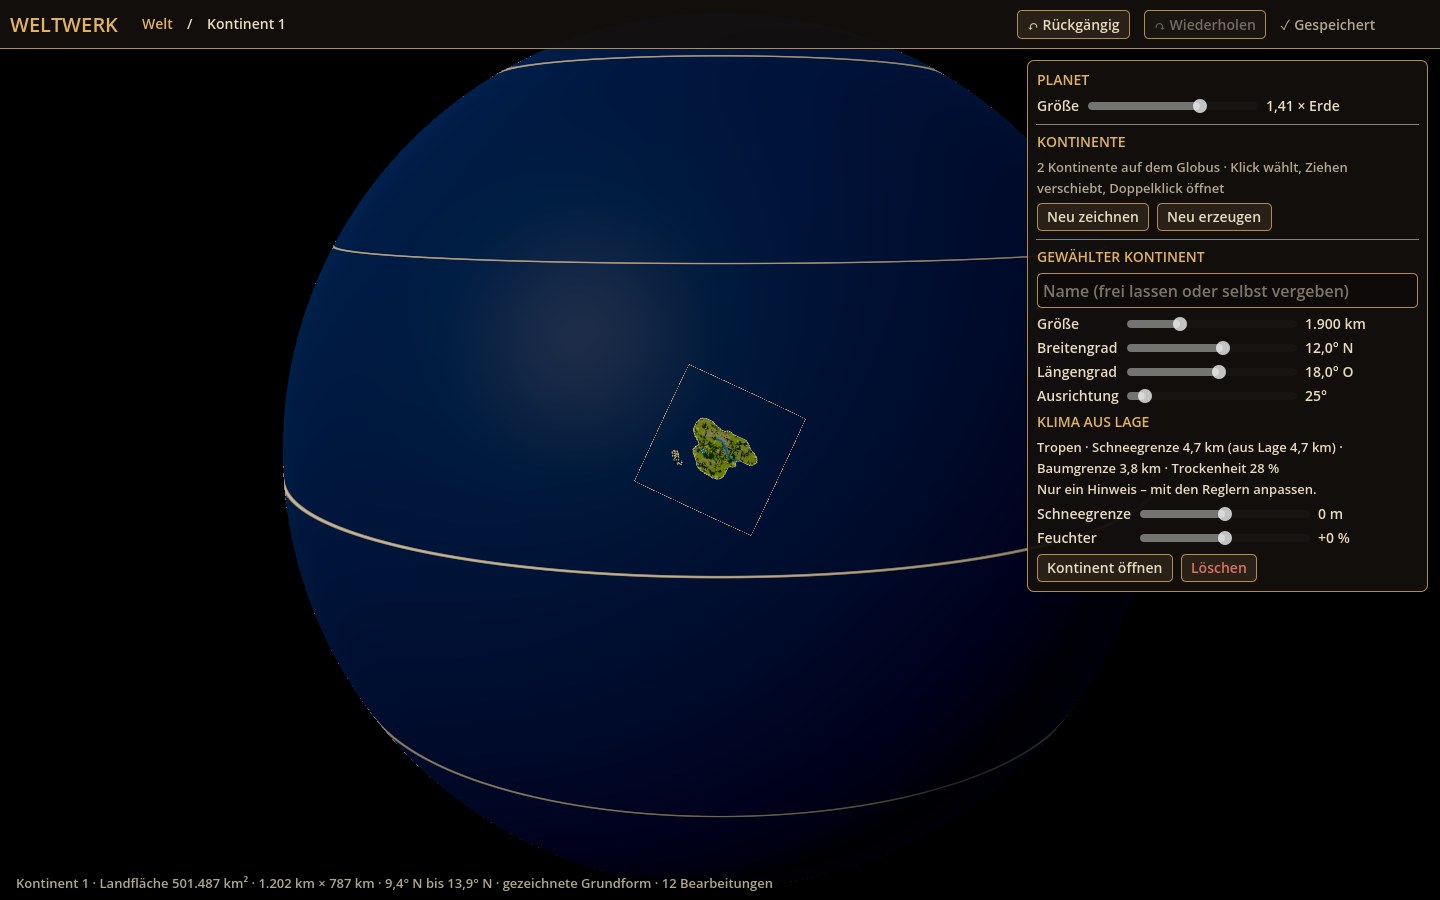 WELTWERK Welt / Kontinent 1 Rückgängig Wiederholen ✓ Gespeichert
PLANET
Größe 1,41 × Erde
KONTINENTE
2 Kontinente auf dem Globus · Klick wählt, Ziehen
verschiebt, Doppelklick öffnet
Neu zeichnen Neu erzeugen
GEWÄHLTER KONTINENT
Name (frei lassen oder selbst vergeben)
Größe 1.900 km
Breitengrad 12,0° N
Längengrad 18,0° O
Ausrichtung 25°
KLIMA AUS LAGE
Tropen · Schneegrenze 4,7 km (aus Lage 4,7 km) ·
Baumgrenze 3,8 km · Trockenheit 28 %
Nur ein Hinweis – mit den Reglern anpassen.
Schneegrenze 0 m
Feuchter +0 %
Kontinent öffnen Löschen
Kontinent 1 · Landfläche 501.487 km² · 1.202 km × 787 km · 9,4° N bis 13,9° N · gezeichnete Grundform · 12 Bearbeitungen